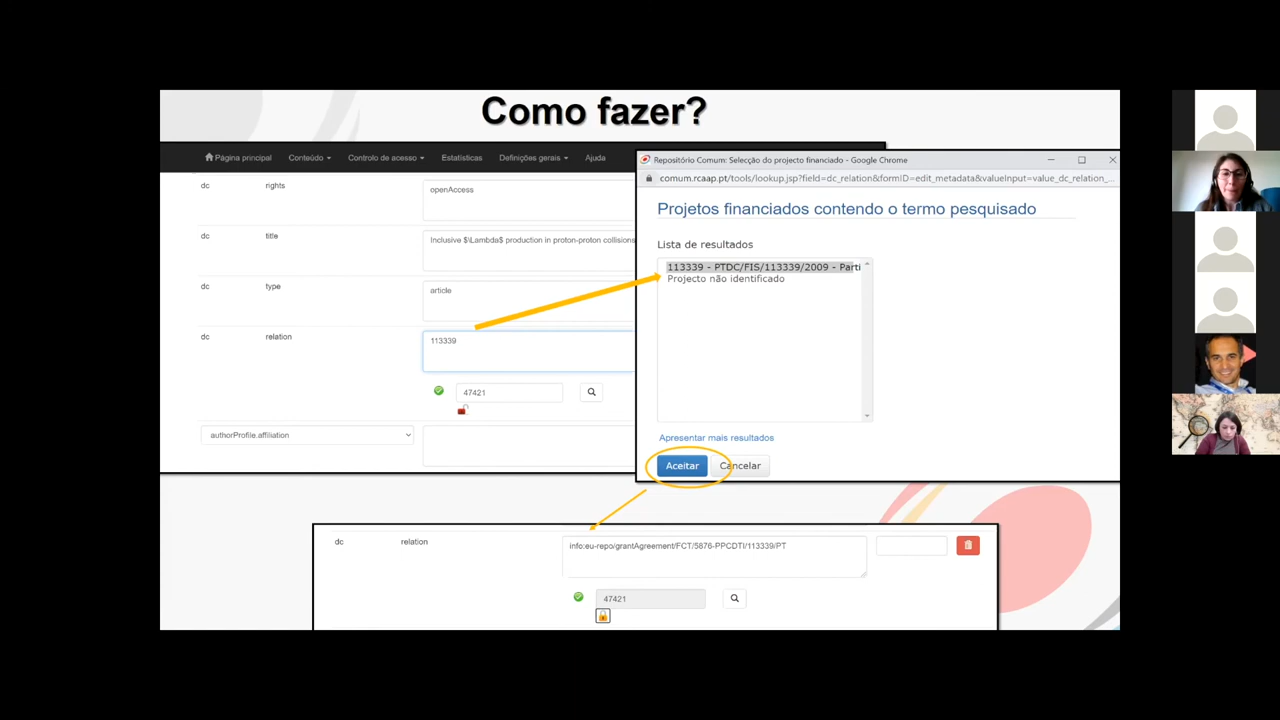 Como fazer?
Página principal Conteúdo Controlo de acesso Estatísticas Definições gerais Ajuda
dc rights openAccess
dc title Inclusive $\Lambda$ production in proton-proton collisions
dc type article
dc relation 113339
47421
authorProfile.affiliation
Repositório Comum: Selecção do projecto financiado - Google Chrome
comum.rcaap.pt/tools/lookup.jsp?field=dc_relation&formID=edit_metadata&valueInput=value_dc_relation_...
Projetos financiados contendo o termo pesquisado
Lista de resultados
113339 - PTDC/FIS/113339/2009 - Parti
Projecto não identificado
Apresentar mais resultados
Aceitar Cancelar
dc relation info:eu-repo/grantAgreement/FCT/5876-PPCDTI/113339/PT
47421